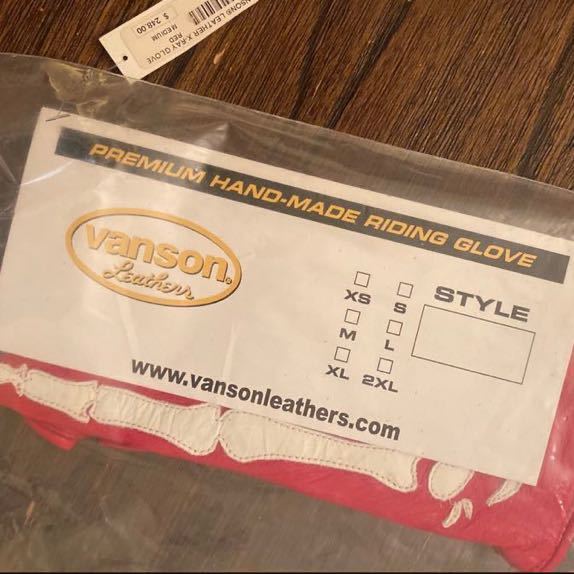 VANSON® LEATHER X-RAY GLOVE
RED
MEDIUM
$ 248.00
PREMIUM HAND-MADE RIDING GLOVE
vanson®
Leathers
STYLE
XS S
M L
XL 2XL
www.vansonleathers.com